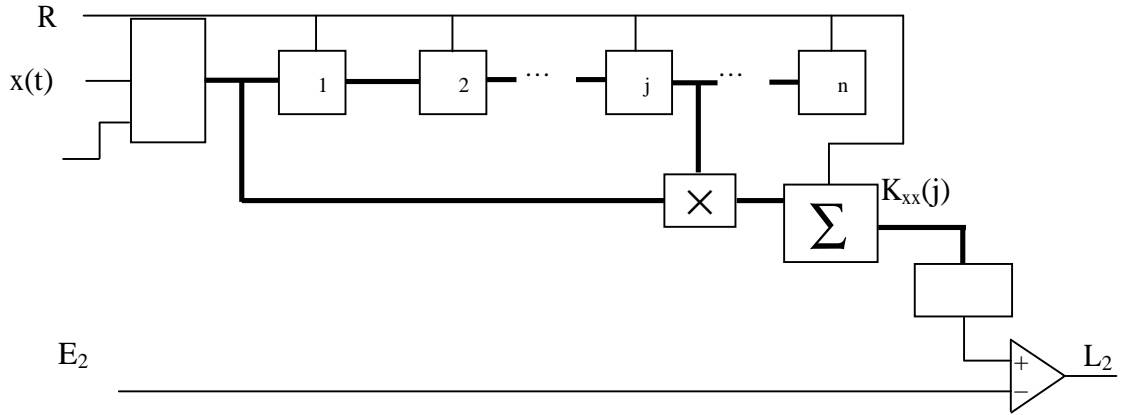 R
x(t)
1
2
...
j
...
n
×
Σ
Kxx(j)
E2
+
−
L2